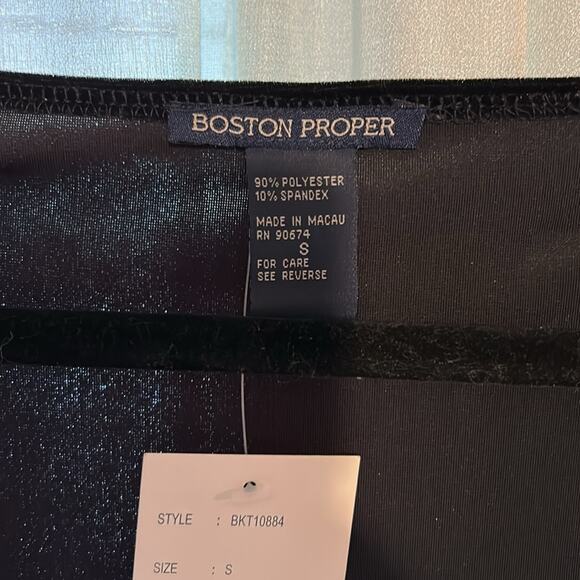 BOSTON PROPER
90% POLYESTER
10% SPANDEX
MADE IN MACAU
RN 90674
S
FOR CARE
SEE REVERSE
STYLE : BKT10884
SIZE : S